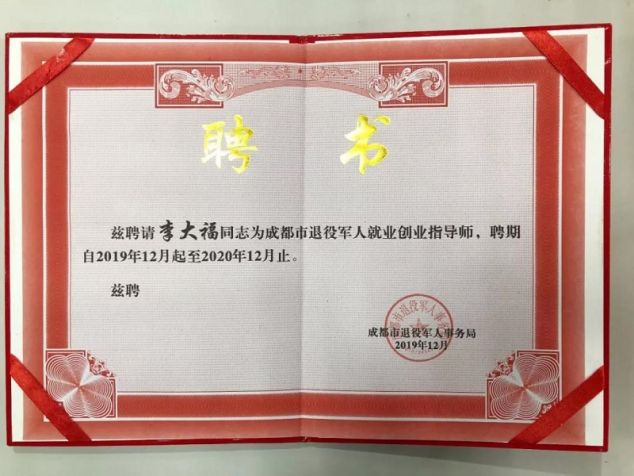 聘书
兹聘请李大福同志为成都市退役军人就业创业指导师，聘期
自2019年12月起至2020年12月止。
兹聘
成都市退役军人事务局
2019年12月